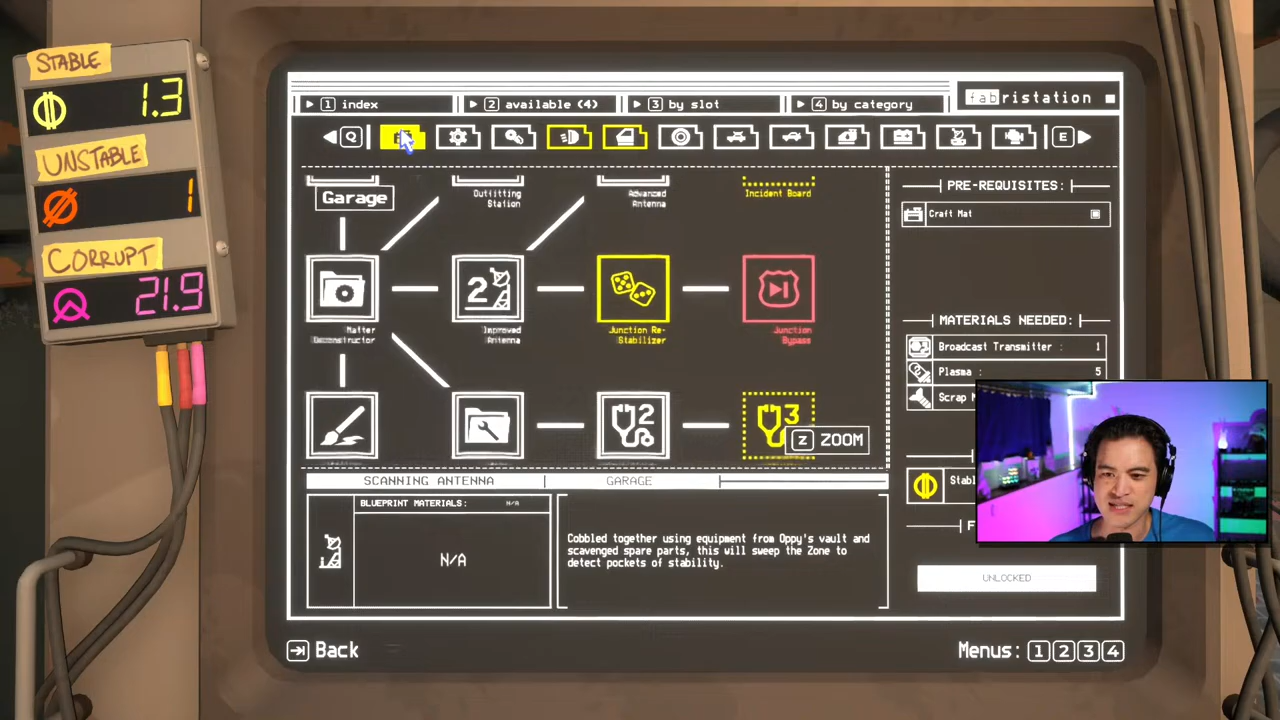 STABLE
1.3
UNSTABLE
1
CORRUPT
21.9
1 index
2 available (4)
3 by slot
4 by category
fabristation
Q
E
Garage
Outfitting
Station
Advanced
Antenna
Incident Board
Matter
Deconstructor
2
Improved
Antenna
Junction Re-
Stabilizer
Junction
Bypass
2
3
Z ZOOM
PRE-REQUISITES:
Craft Mat
MATERIALS NEEDED:
Broadcast Transmitter : 1
Plasma : 5
Scrap
UNLOCKED
SCANNING ANTENNA
GARAGE
BLUEPRINT MATERIALS: N/A
N/A
Cobbled together using equipment from Oppy's vault and
scavenged spare parts, this will sweep the Zone to
detect pockets of stability.
Back
Menus: 1 2 3 4